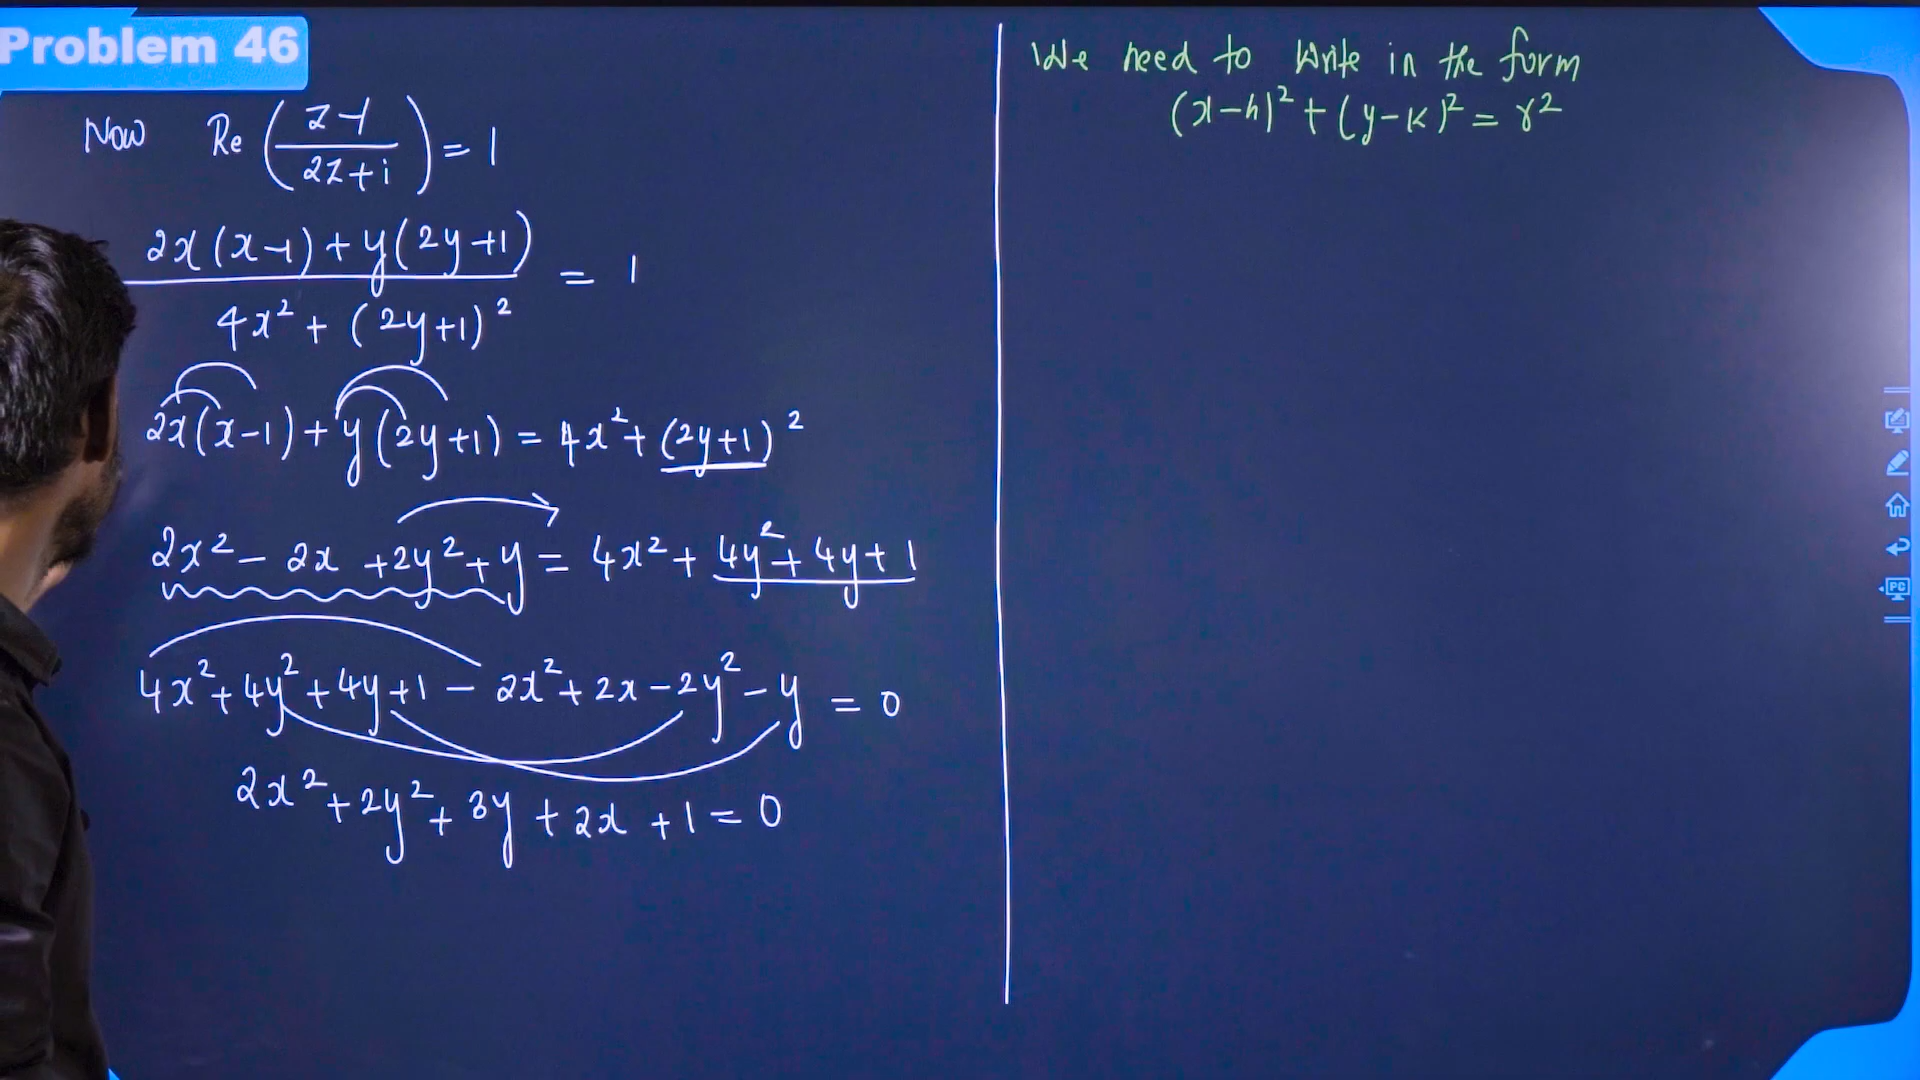 Problem 46
Now Re ( z-1 / 2z+i ) = 1
2x(x-1) + y(2y+1) / 4x² + (2y+1)² = 1
2x(x-1) + y(2y+1) = 4x² + (2y+1)²
2x² - 2x + 2y² + y = 4x² + 4y² + 4y + 1
4x² + 4y² + 4y + 1 - 2x² + 2x - 2y² - y = 0
2x² + 2y² + 3y + 2x + 1 = 0
We need to write in the form
(x-h)² + (y-k)² = r²
PC